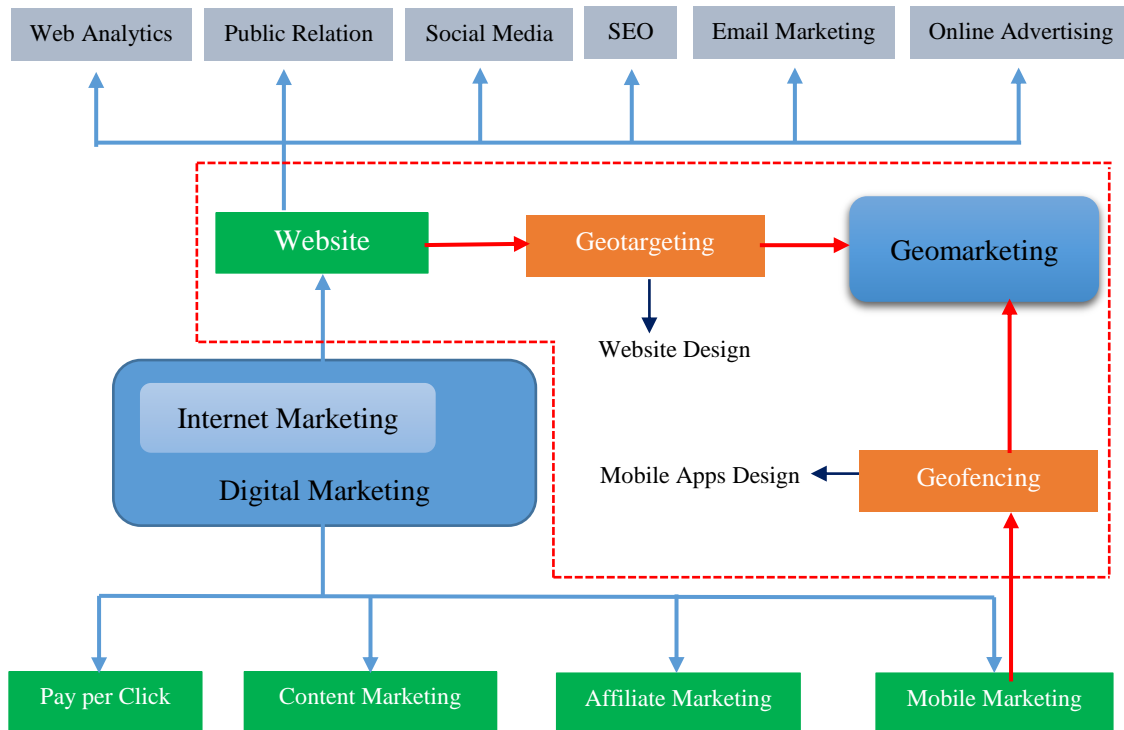 Web Analytics
Public Relation
Social Media
SEO
Email Marketing
Online Advertising
Website
Geotargeting
Geomarketing
Website Design
Internet Marketing
Digital Marketing
Mobile Apps Design
Geofencing
Pay per Click
Content Marketing
Affiliate Marketing
Mobile Marketing